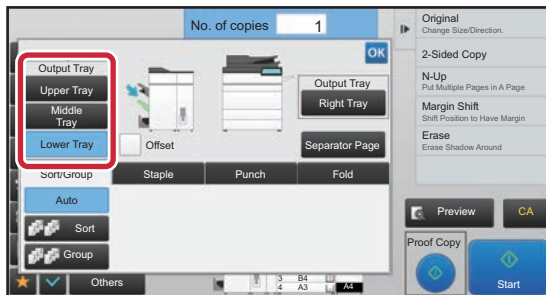 No. of copies 1
OK
Output Tray
Upper Tray
Middle
Tray
Lower Tray
Offset
Output Tray
Right Tray
Separator Page
Sort/Group
Staple
Punch
Fold
Auto
Sort
Group
Others
3 B4
4 A3
A4
Original
Change Size/Direction.
2-Sided Copy
N-Up
Put Multiple Pages in A Page
Margin Shift
Shift Position to Have Margin
Erase
Erase Shadow Around
Preview
CA
Proof Copy
Start